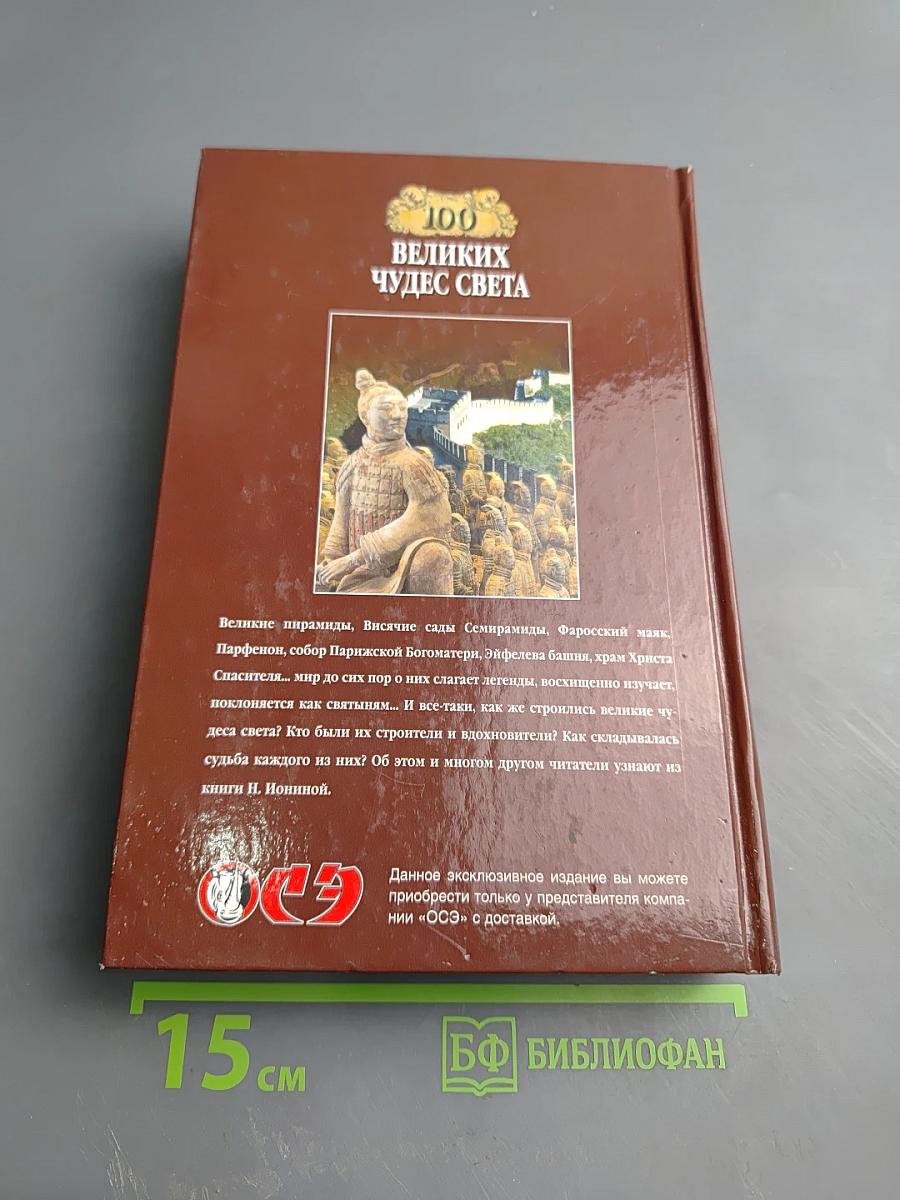 100
ВЕЛИКИХ
ЧУДЕС СВЕТА
Великие пирамиды, Висячие сады Семирамиды, Фаросский маяк,
Парфенон, собор Парижской Богоматери, Эйфелева башня, храм Христа
Спасителя... мир до сих пор о них слагает легенды, восхищенно изучает,
поклоняется как святыням... И все-таки, как же строились великие чу-
деса света? Кто были их строители и вдохновители? Как складывалась
судьба каждого из них? Об этом и многом другом читатели узнают из
книги Н. Иониной.
ОСЭ
Данное эксклюзивное издание вы можете
приобрести только у представителя компа-
нии «ОСЭ» с доставкой.
15 см
БФ БИБЛИОФАН